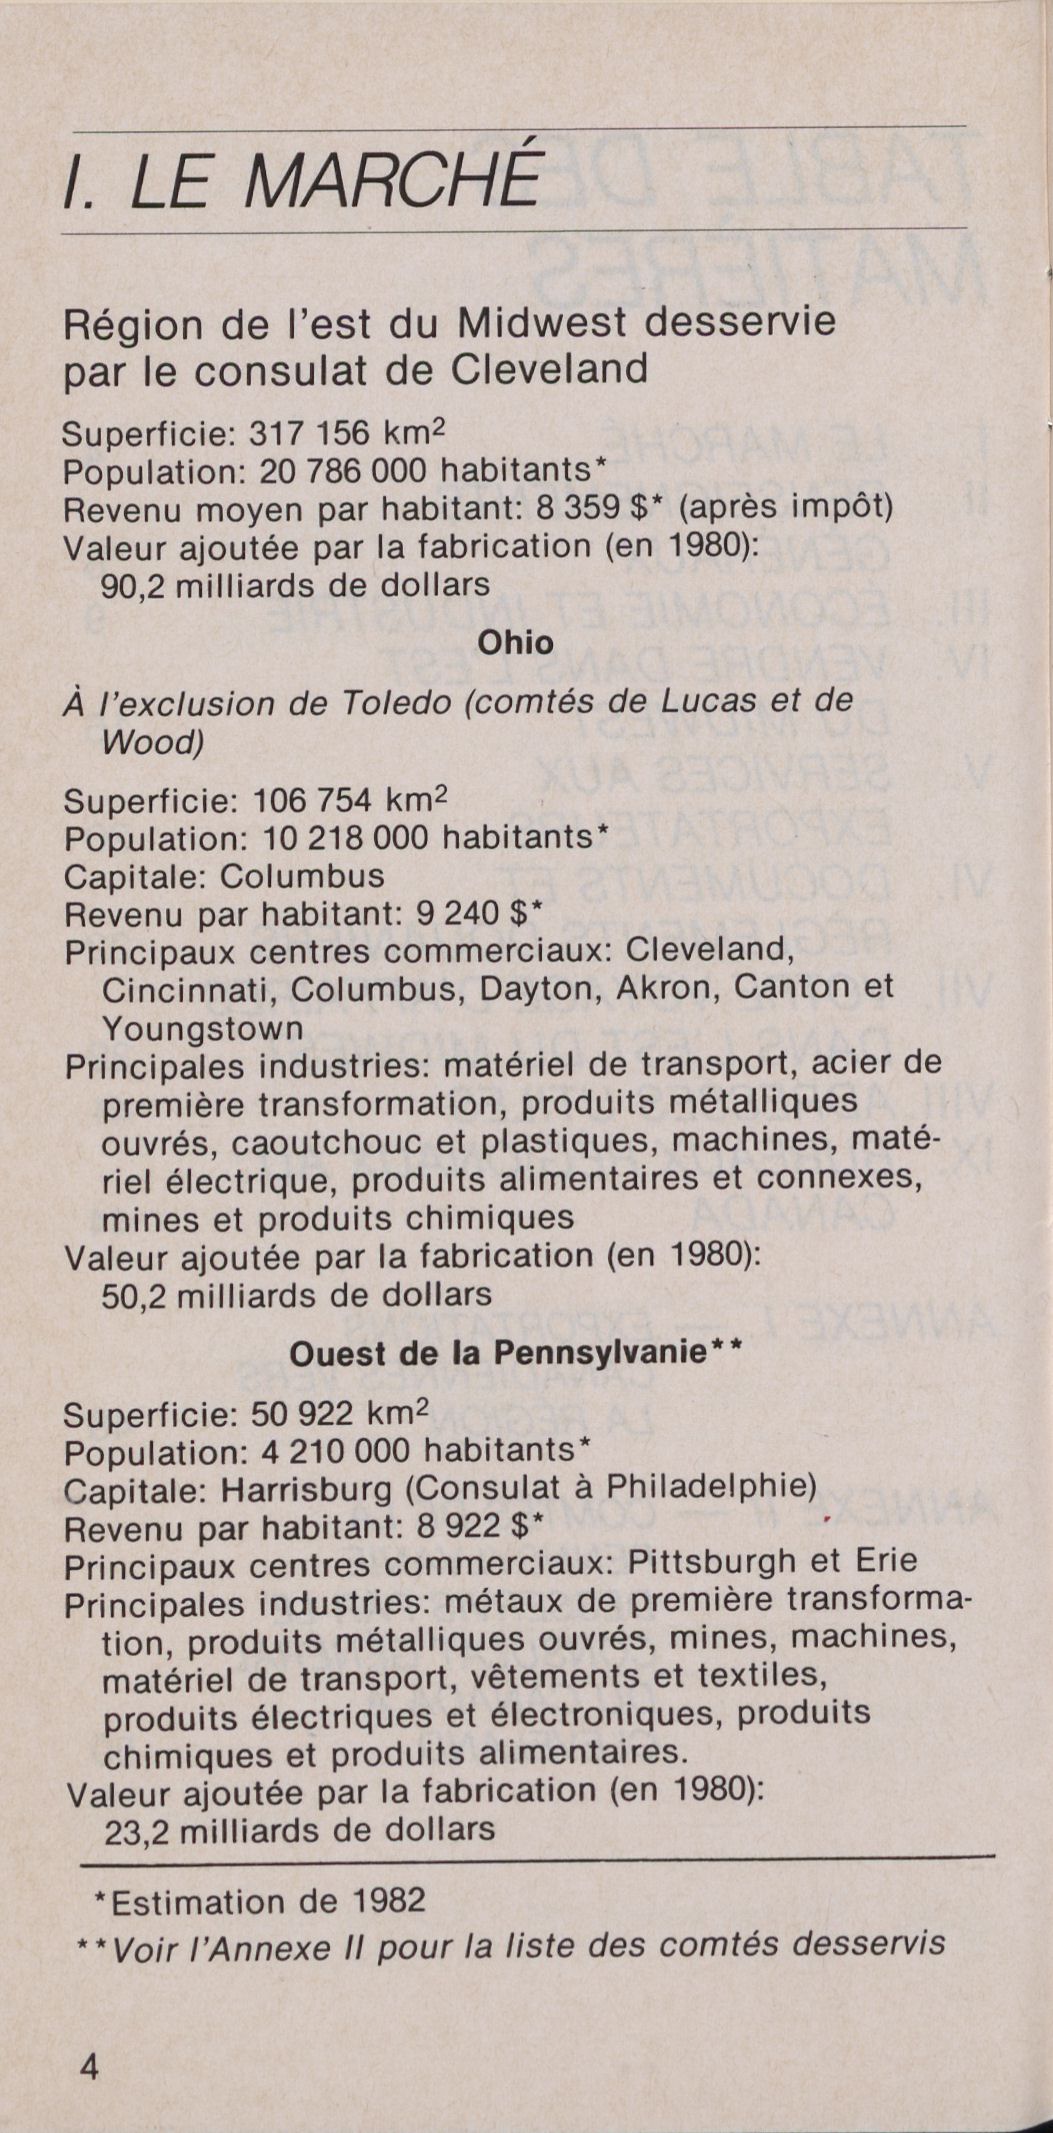 I. LE MARCHÉ
Région de l'est du Midwest desservie
par le consulat de Cleveland
Superficie: 317 156 km²
Population: 20 786 000 habitants*
Revenu moyen par habitant: 8 359 $* (après impôt)
Valeur ajoutée par la fabrication (en 1980):
90,2 milliards de dollars
Ohio
À l'exclusion de Toledo (comtés de Lucas et de
Wood)
Superficie: 106 754 km²
Population: 10 218 000 habitants*
Capitale: Columbus
Revenu par habitant: 9 240 $*
Principaux centres commerciaux: Cleveland,
Cincinnati, Columbus, Dayton, Akron, Canton et
Youngstown
Principales industries: matériel de transport, acier de
première transformation, produits métalliques
ouvrés, caoutchouc et plastiques, machines, maté-
riel électrique, produits alimentaires et connexes,
mines et produits chimiques
Valeur ajoutée par la fabrication (en 1980):
50,2 milliards de dollars
Ouest de la Pennsylvanie**
Superficie: 50 922 km²
Population: 4 210 000 habitants*
Capitale: Harrisburg (Consulat à Philadelphie)
Revenu par habitant: 8 922 $*
Principaux centres commerciaux: Pittsburgh et Erie
Principales industries: métaux de première transforma-
tion, produits métalliques ouvrés, mines, machines,
matériel de transport, vêtements et textiles,
produits électriques et électroniques, produits
chimiques et produits alimentaires.
Valeur ajoutée par la fabrication (en 1980):
23,2 milliards de dollars
*Estimation de 1982
**Voir l'Annexe II pour la liste des comtés desservis
4